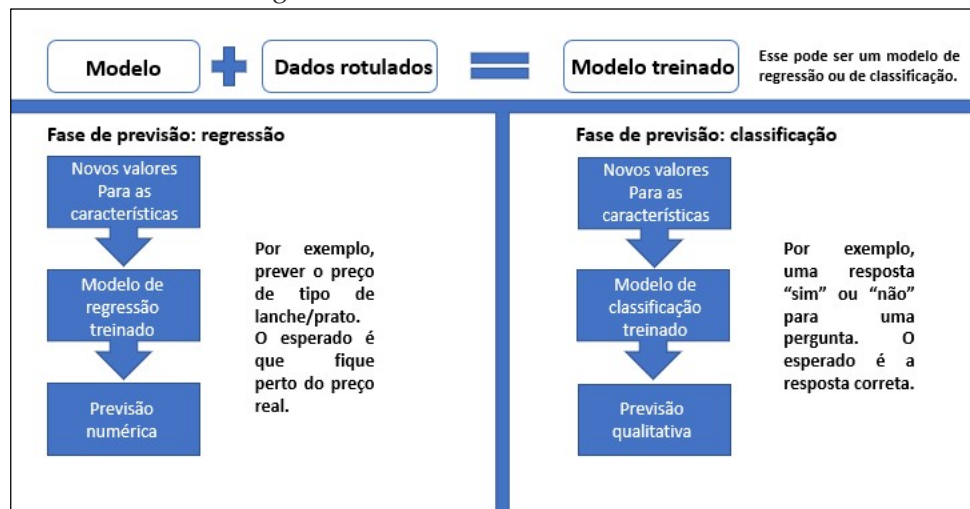 Modelo
Dados rotulados
Modelo treinado
Esse pode ser um modelo de
regressão ou de classificação.
Fase de previsão: regressão
Novos valores
Para as
características
Modelo de
regressão
treinado
Previsão
numérica
Por exemplo,
prever o preço
de tipo de
lanche/prato.
O esperado é
que fique
perto do preço
real.
Fase de previsão: classificação
Novos valores
Para as
características
Modelo de
classificação
treinado
Previsão
qualitativa
Por exemplo,
uma resposta
“sim” ou “não”
para uma
pergunta. O
esperado é a
resposta correta.